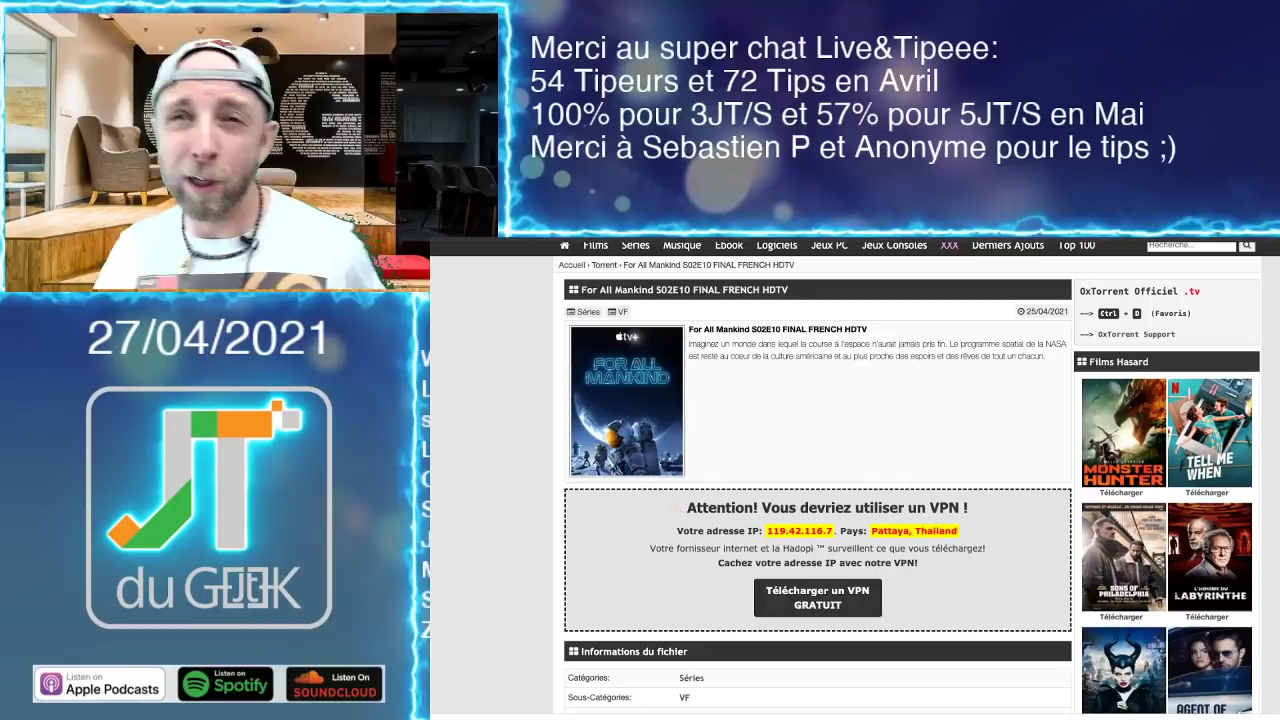 Merci au super chat Live&Tipeee:
54 Tipeurs et 72 Tips en Avril
100% pour 3JT/S et 57% pour 5JT/S en Mai
Merci à Sebastien P et Anonyme pour le tips ;)
27/04/2021
JT
du GEEK
Listen on
Apple Podcasts
Listen on
Spotify
Listen On
SOUNDCLOUD
Films Séries Musique Ebook Logiciels Jeux PC Jeux Consoles XXX Derniers Ajouts Top 100 Recherche...
Accueil › Torrent › For All Mankind S02E10 FINAL FRENCH HDTV
For All Mankind S02E10 FINAL FRENCH HDTV
Séries VF 25/04/2021
tv+
FOR ALL
MANKIND
For All Mankind S02E10 FINAL FRENCH HDTV
Imaginez un monde dans lequel la course à l'espace n'aurait jamais pris fin. Le programme spatial de la NASA
est resté au coeur de la culture américaine et au plus proche des espoirs et des rêves de tout un chacun.
Attention! Vous devriez utiliser un VPN !
Votre adresse IP: 119.42.116.7. Pays: Pattaya, Thailand
Votre fornisseur internet et la Hadopi ™ surveillent ce que vous téléchargez!
Cachez votre adresse IP avec notre VPN!
Télécharger un VPN
GRATUIT
Informations du fichier
Catégories: Séries
Sous-Catégories: VF
OxTorrent Officiel .tv
——> Ctrl + D (Favoris)
——> OxTorrent Support
Films Hasard
MONSTER
HUNTER
Télécharger
N
TELL ME
WHEN
Télécharger
SONS OF
PHILADELPHIA
Télécharger
L'HOMME DU
LABYRINTHE
Télécharger
AGENT OF